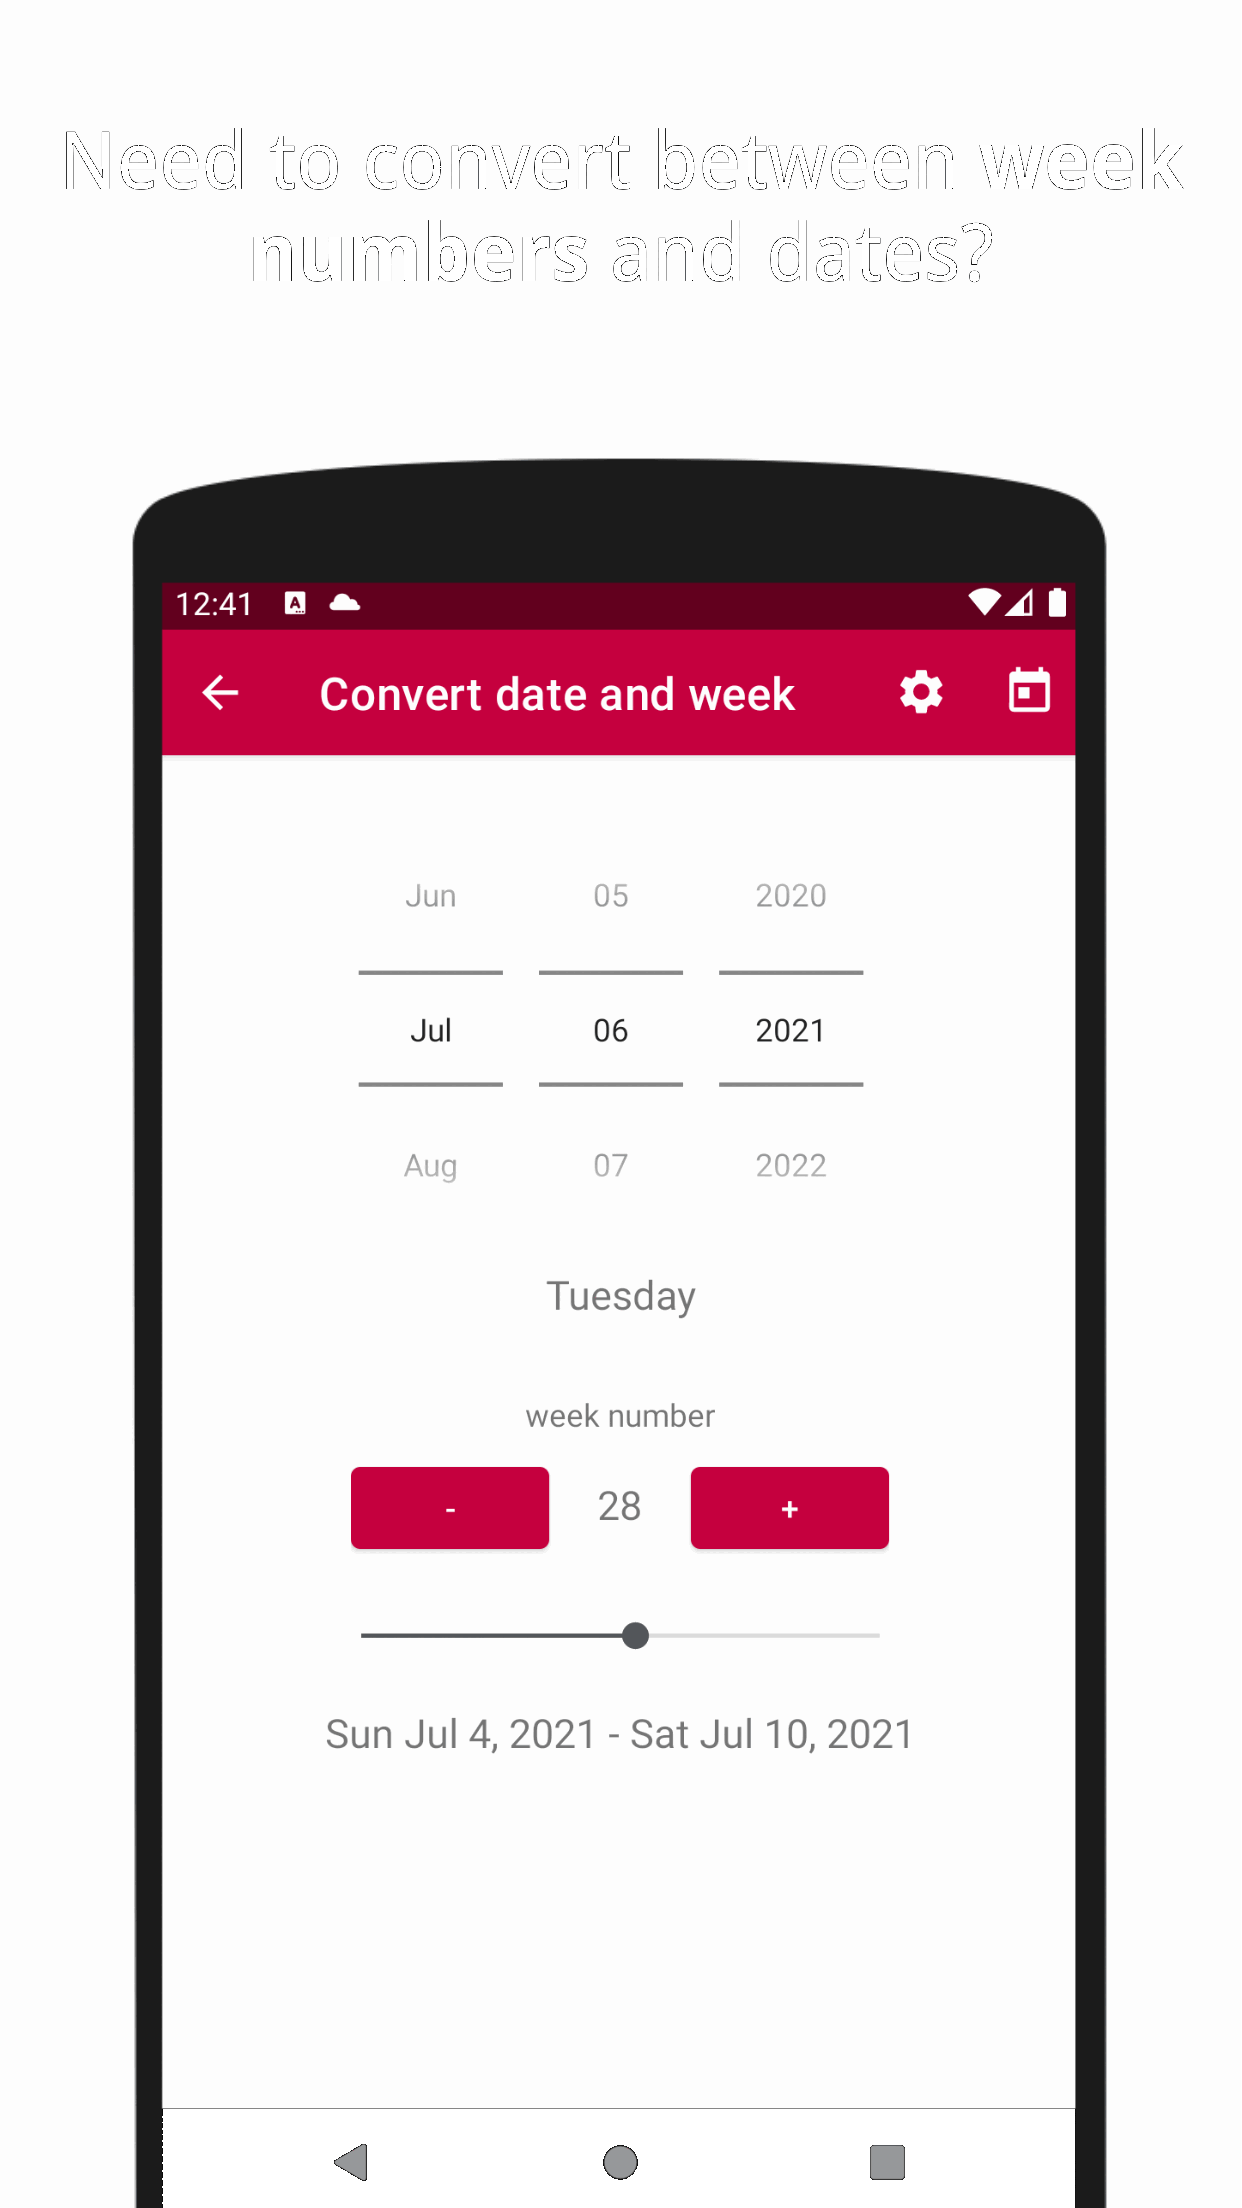 Need to convert between week
numbers and dates?
12:41
Convert date and week
Jun 05 2020
Jul 06 2021
Aug 07 2022
Tuesday
week number
- 28 +
Sun Jul 4, 2021 - Sat Jul 10, 2021